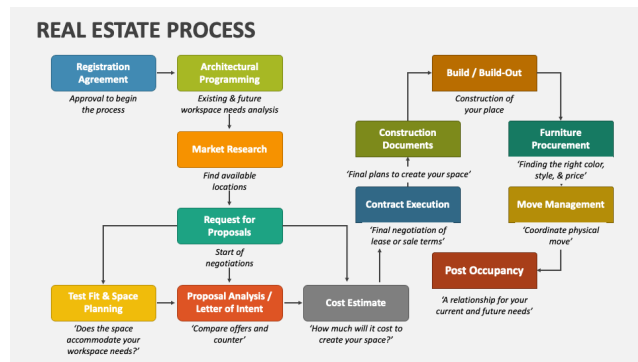 REAL ESTATE PROCESS
Registration
Agreement
Approval to begin
the process
Architectural
Programming
Existing & future
workspace needs analysis
Market Research
Find available
locations
Request for
Proposals
Start of
negotiations
Test Fit & Space
Planning
‘Does the space
accommodate your
workspace needs?’
Proposal Analysis /
Letter of Intent
‘Compare offers and
counter’
Cost Estimate
‘How much will it cost to
create your space?’
Contract Execution
‘Final negotiation of
lease or sale terms’
Construction
Documents
‘Final plans to create your space’
Build / Build-Out
Construction of
your place
Furniture
Procurement
‘Finding the right color,
style, & price’
Move Management
‘Coordinate physical
move’
Post Occupancy
‘A relationship for your
current and future needs’